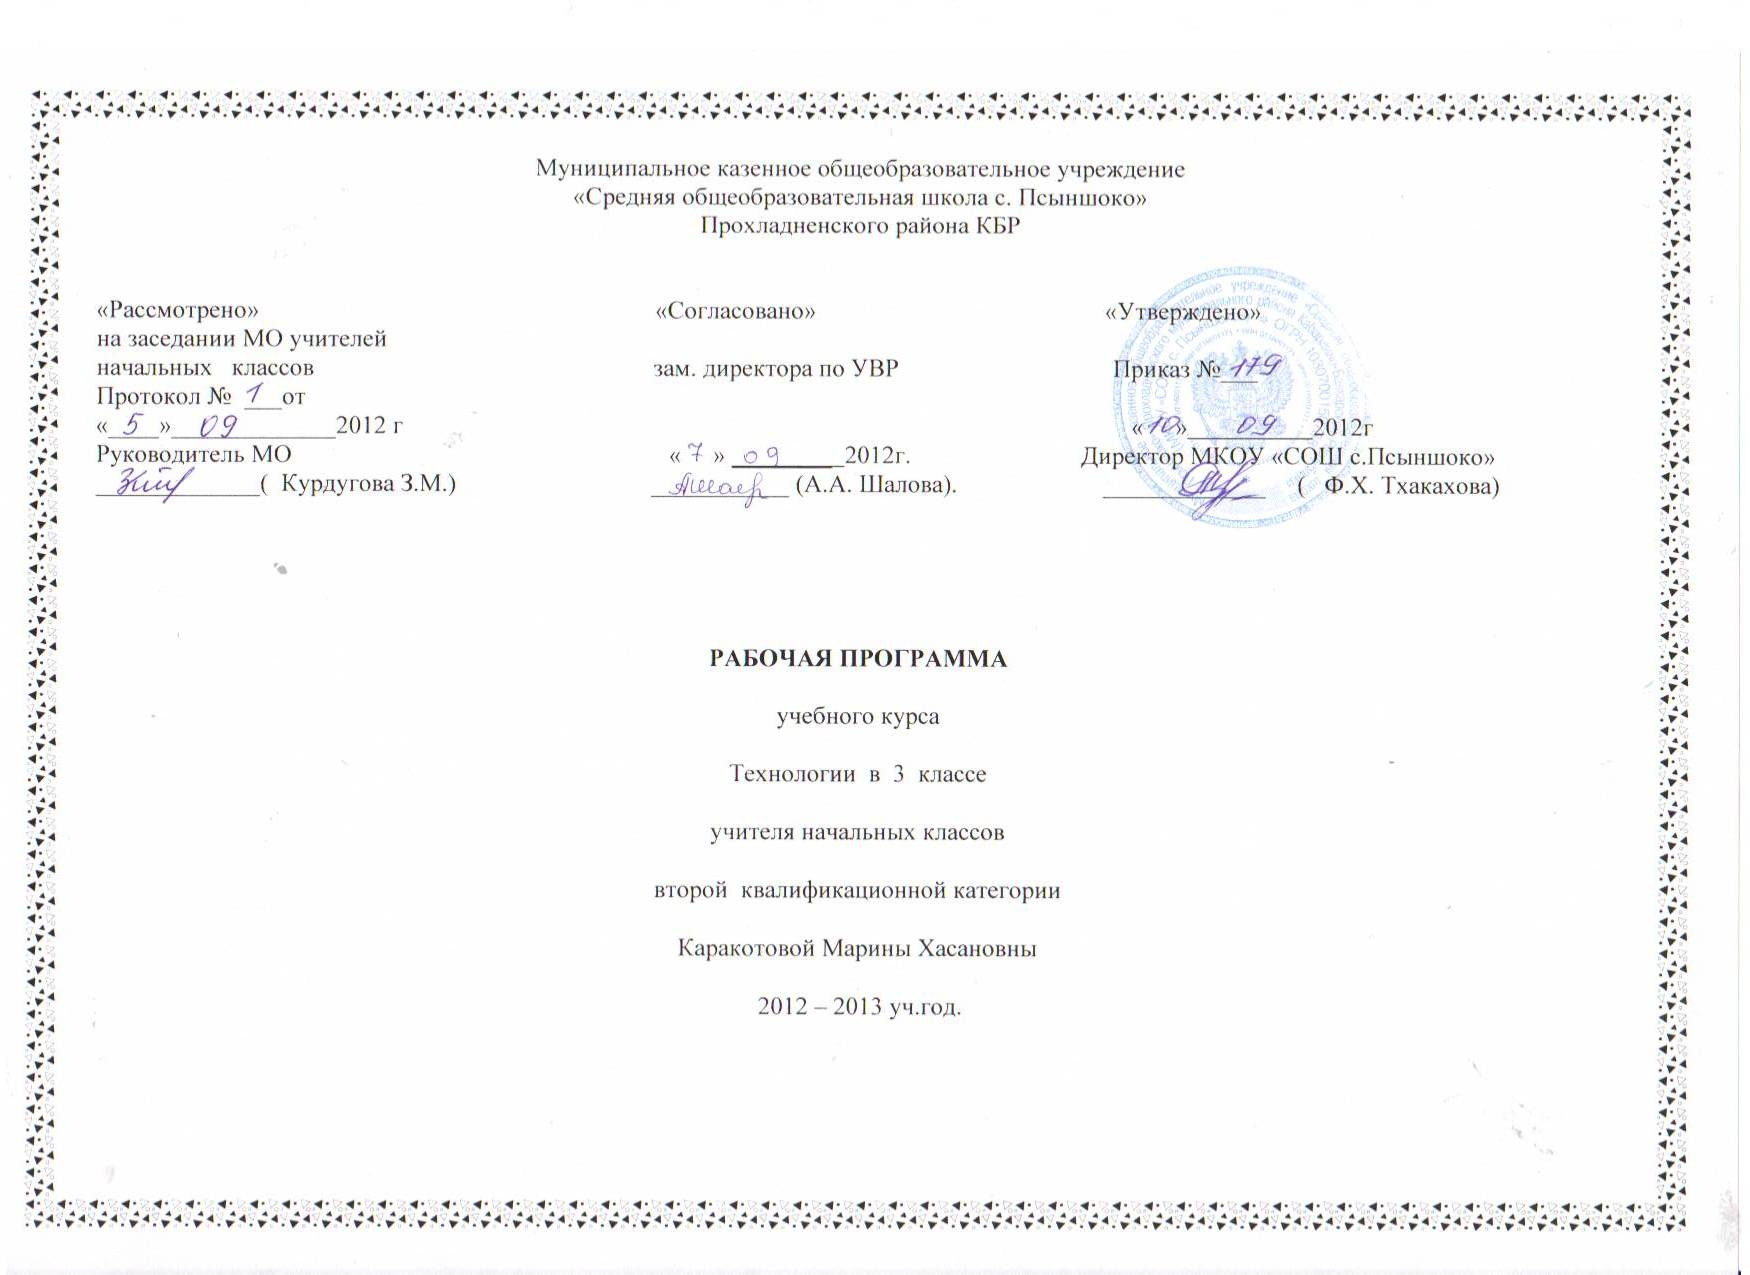 Муниципальное казенное общеобразовательное учреждение
«Средняя общеобразовательная школа с. Псыншоко»
Прохладненского района КБР
«Рассмотрено»
на заседании МО учителей
начальных классов
Протокол № 1 от
« 5 » 09 2012 г
Руководитель МО
( Курдугова З.М.)
«Согласовано»
зам. директора по УВР
« 7 » 09 2012г.
(А.А. Шалова).
«Утверждено»
Приказ № 179
«10» 09 2012г
Директор МКОУ «СОШ с.Псыншоко»
( Ф.Х. Тхакахова)
РАБОЧАЯ ПРОГРАММА
учебного курса
Технологии в 3 классе
учителя начальных классов
второй квалификационной категории
Каракотовой Марины Хасановны
2012 – 2013 уч.год.